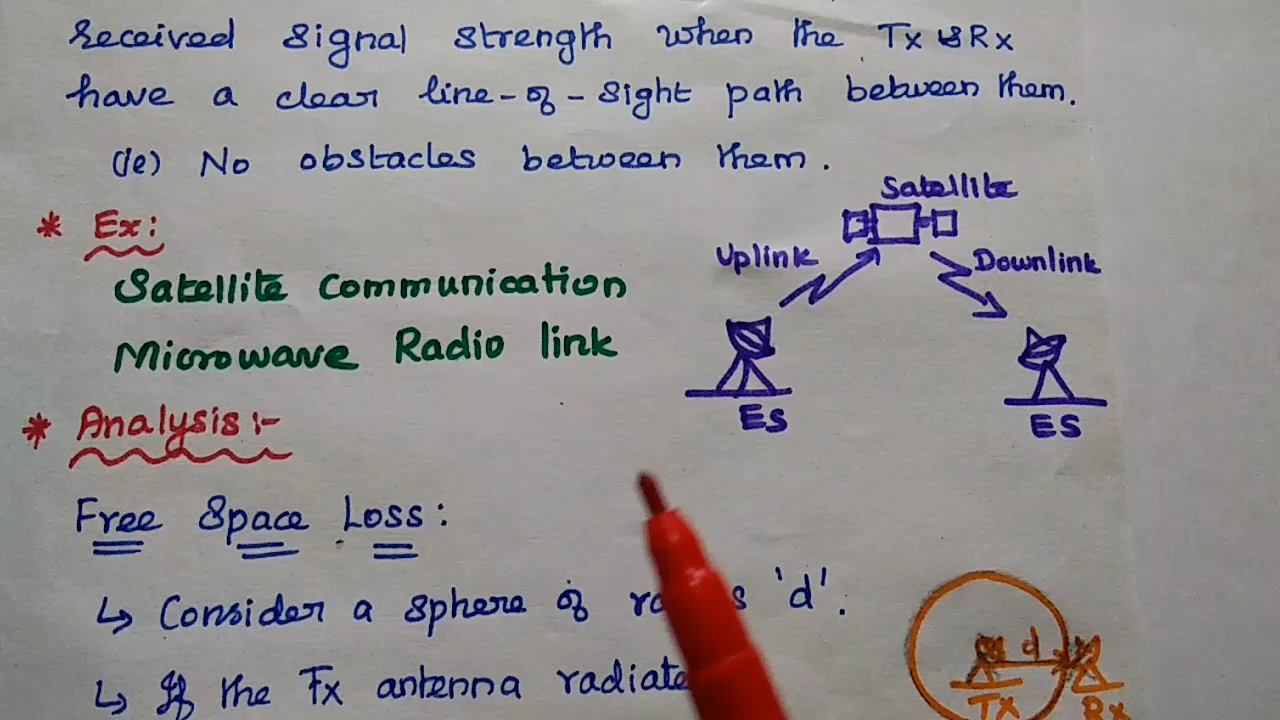 received signal strength when the Tx & Rx
have a clear line-of-sight path between them.
(ie) No obstacles between them.
* Ex:
Satellite communication
Microwave Radio link
Satellite
Uplink
Downlink
ES
ES
* Analysis:-
Free Space Loss:
↳ Consider a sphere of 'd'.
↳ If the Tx antenna radiate
d
Tx
Rx